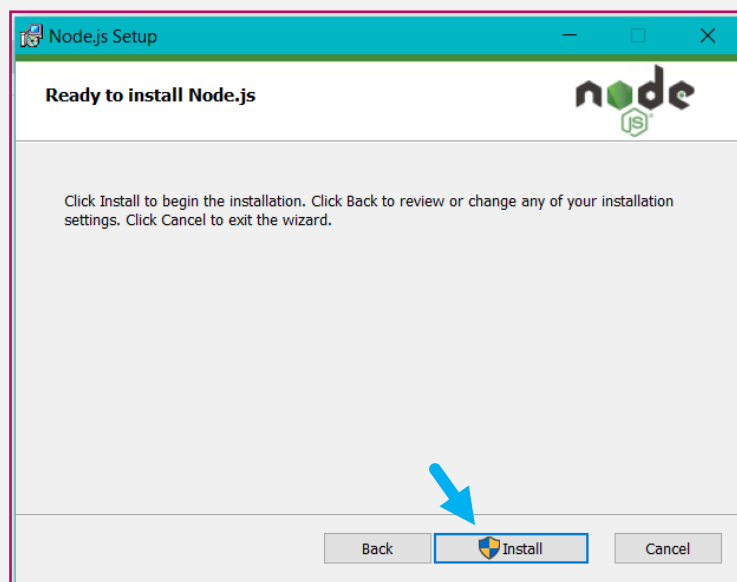 Node.js Setup
Ready to install Node.js
node
JS
Click Install to begin the installation. Click Back to review or change any of your installation
settings. Click Cancel to exit the wizard.
Back Install Cancel